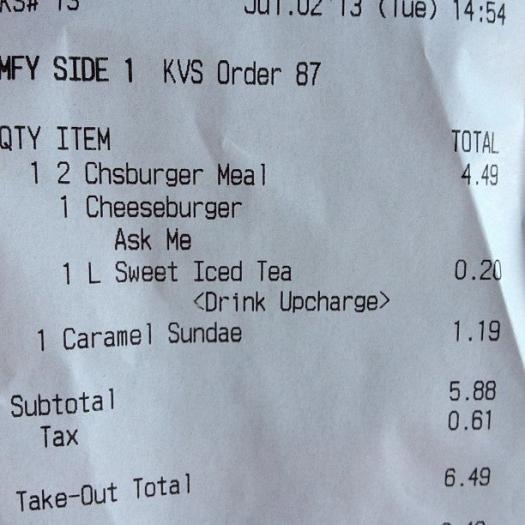 KS# 13 Jul.02'13 (Tue) 14:54
MFY SIDE 1 KVS Order 87
QTY ITEM TOTAL
1 2 Chsburger Meal 4.49
1 Cheeseburger
Ask Me
1 L Sweet Iced Tea 0.20
<Drink Upcharge>
1 Caramel Sundae 1.19
Subtotal 5.88
Tax 0.61
Take-Out Total 6.49